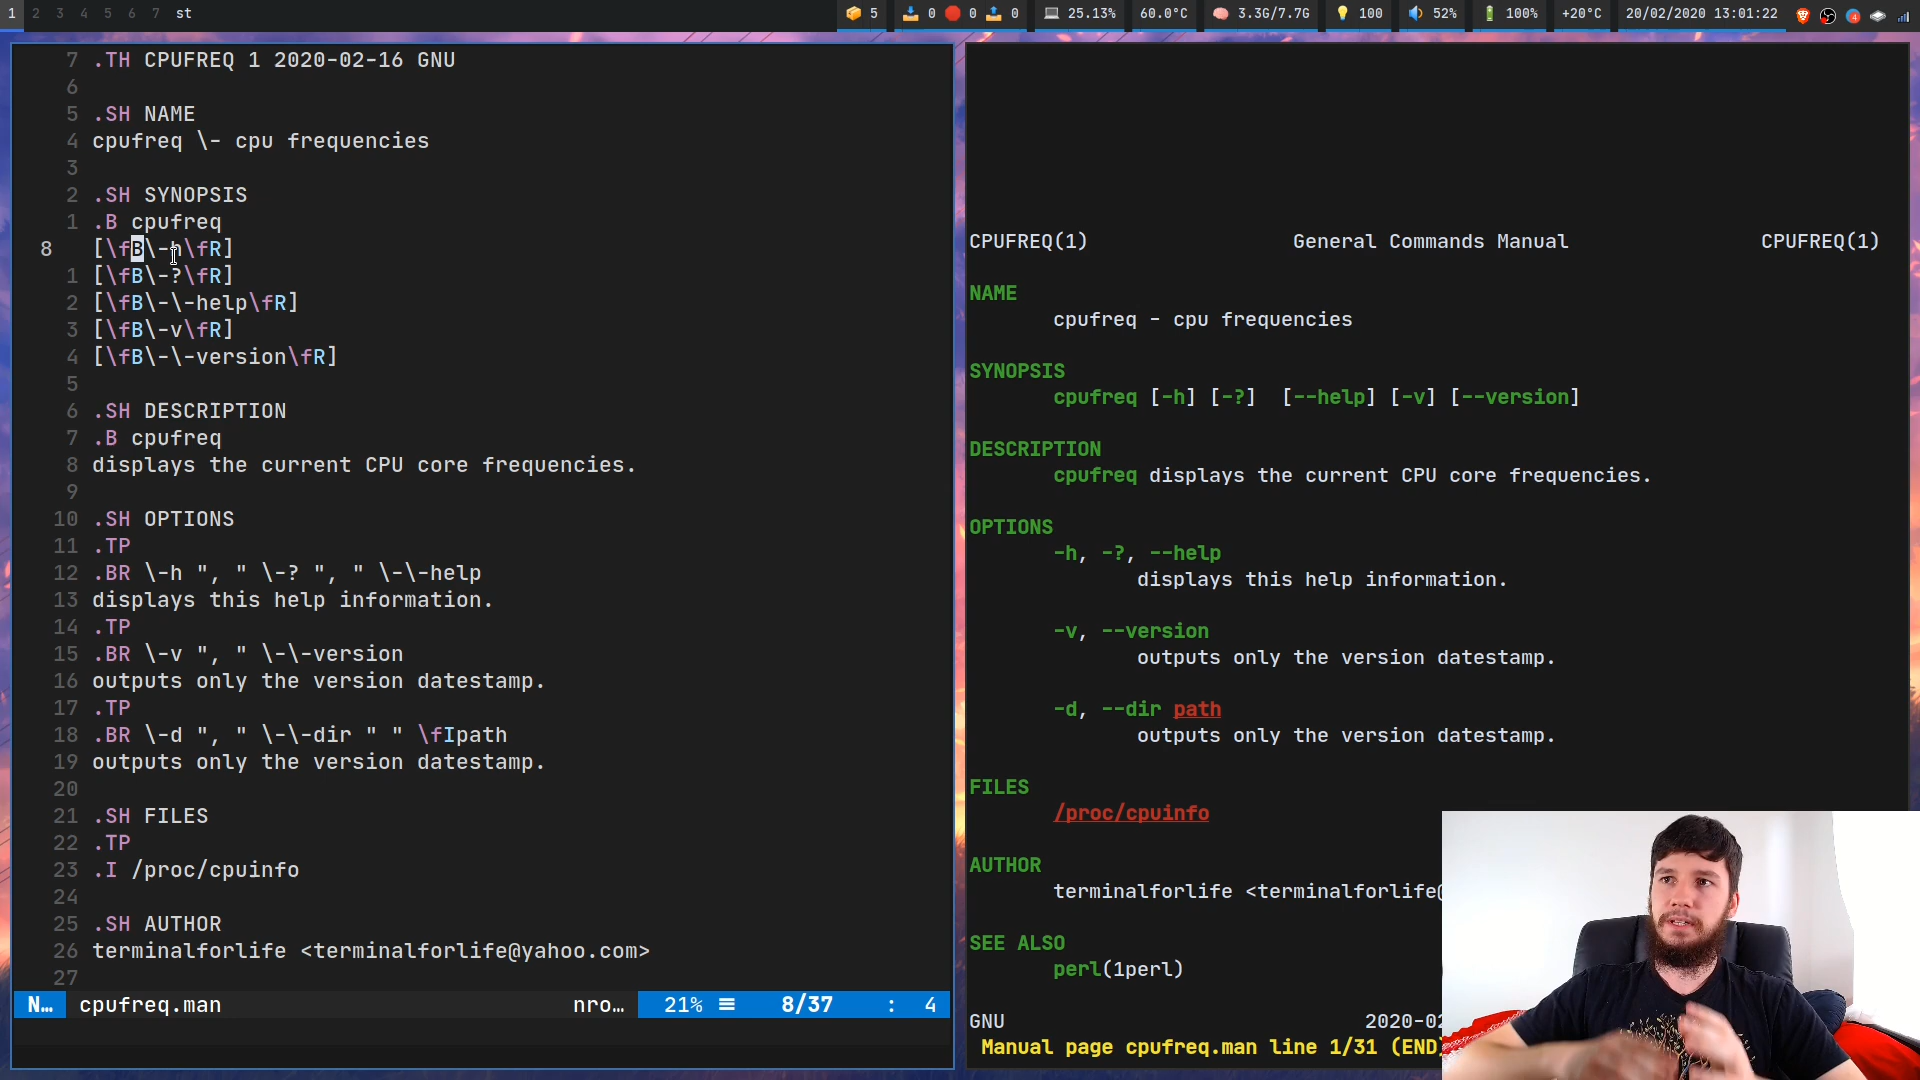 1 2 3 4 5 6 7 st
5 0 0 0 25.13% 60.0°C 3.3G/7.7G 100 52% 100% +20°C 20/02/2020 13:01:22 4
7 .TH CPUFREQ 1 2020-02-16 GNU
6
5 .SH NAME
4 cpufreq \- cpu frequencies
3
2 .SH SYNOPSIS
1 .B cpufreq
8 [\fB\-h\fR]
1 [\fB\-?\fR]
2 [\fB\-\-help\fR]
3 [\fB\-v\fR]
4 [\fB\-\-version\fR]
5
6 .SH DESCRIPTION
7 .B cpufreq
8 displays the current CPU core frequencies.
9
10 .SH OPTIONS
11 .TP
12 .BR \-h ", " \-? ", " \-\-help
13 displays this help information.
14 .TP
15 .BR \-v ", " \-\-version
16 outputs only the version datestamp.
17 .TP
18 .BR \-d ", " \-\-dir " " \fIpath
19 outputs only the version datestamp.
20
21 .SH FILES
22 .TP
23 .I /proc/cpuinfo
24
25 .SH AUTHOR
26 terminalforlife <terminalforlife@yahoo.com>
27
N… cpufreq.man nro… 21% ≡ 8/37 : 4
CPUFREQ(1) General Commands Manual CPUFREQ(1)
NAME
cpufreq - cpu frequencies
SYNOPSIS
cpufreq [-h] [-?]  [--help] [-v] [--version]
DESCRIPTION
cpufreq displays the current CPU core frequencies.
OPTIONS
-h, -?, --help
displays this help information.
-v, --version
outputs only the version datestamp.
-d, --dir path
outputs only the version datestamp.
FILES
/proc/cpuinfo
AUTHOR
terminalforlife <terminalforlife@
SEE ALSO
perl(1perl)
GNU 2020-02
Manual page cpufreq.man line 1/31 (END)